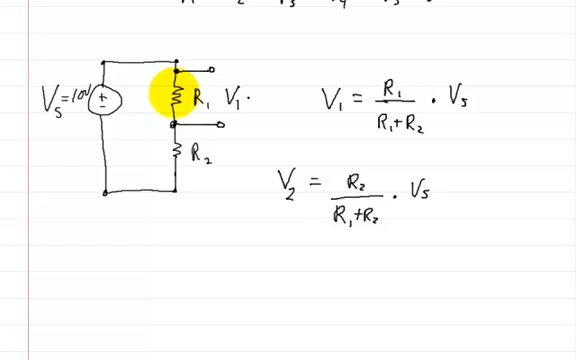 V₁ = R₁ / R₁+R₂ · Vs
Vs=10V
R₁ V₁
R₂
V₂ = R₂ / R₁+R₂ · Vs